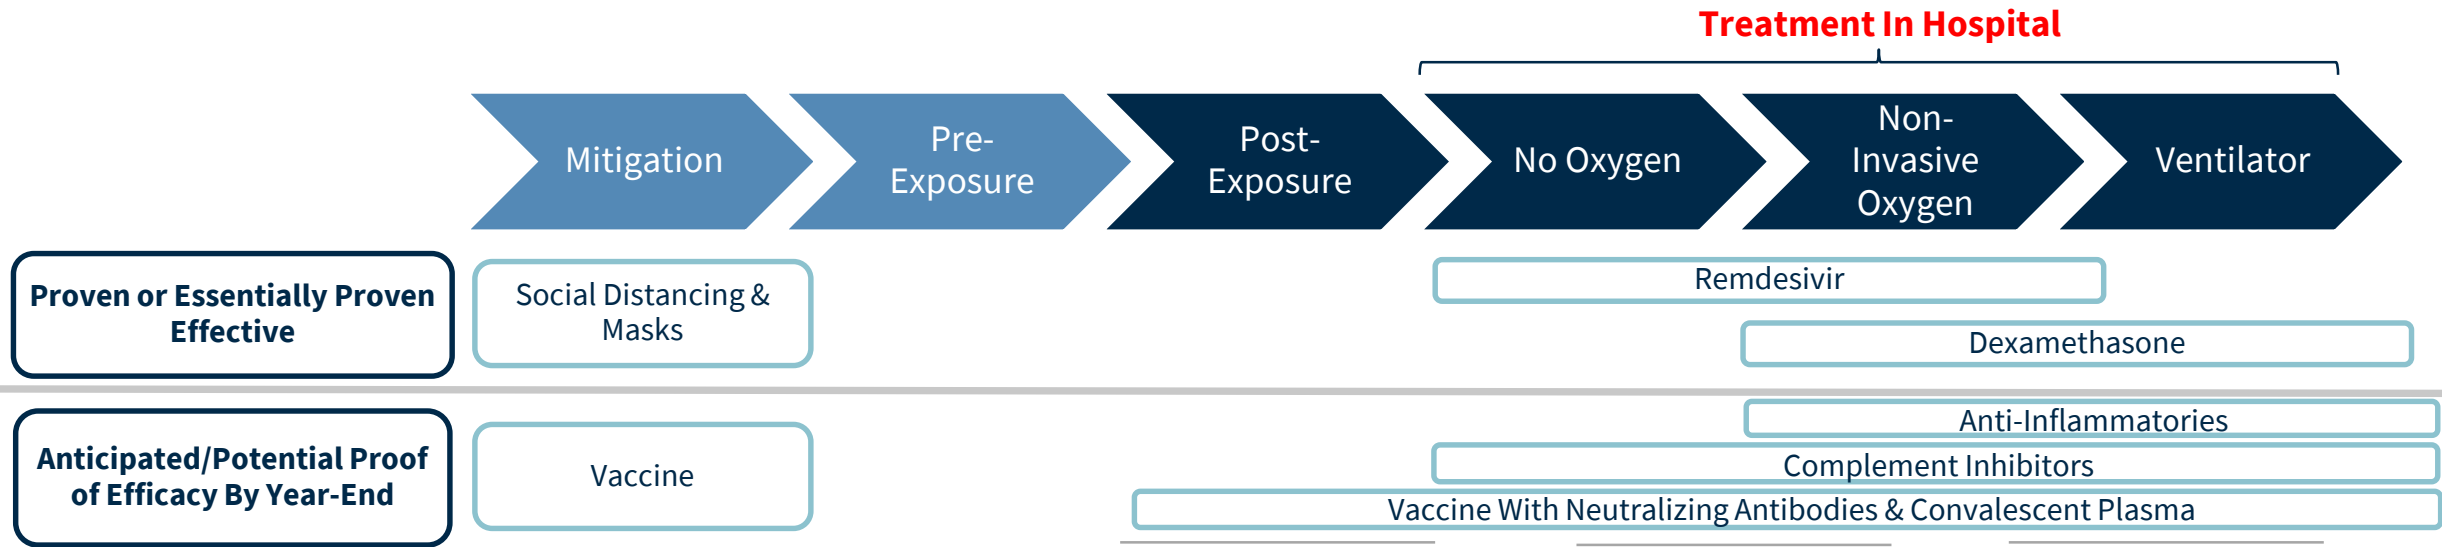 Treatment In Hospital
Mitigation
Pre-
Exposure
Post-
Exposure
No Oxygen
Non-
Invasive
Oxygen
Ventilator
Proven or Essentially Proven
Effective
Social Distancing &
Masks
Remdesivir
Dexamethasone
Anticipated/Potential Proof
of Efficacy By Year-End
Vaccine
Anti-Inflammatories
Complement Inhibitors
Vaccine With Neutralizing Antibodies & Convalescent Plasma